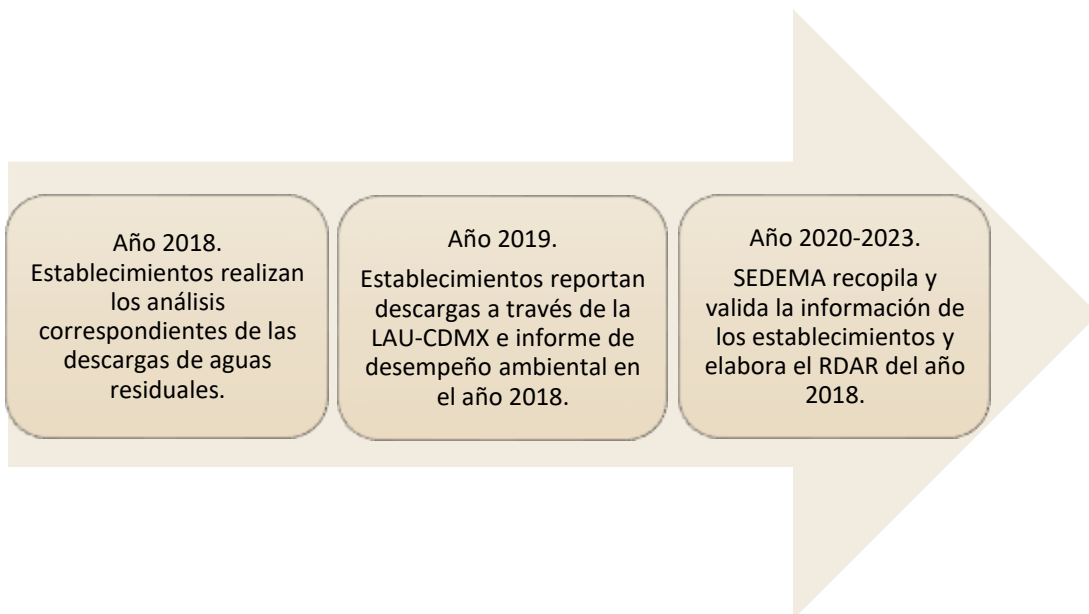 Año 2018.
Establecimientos realizan
los análisis
correspondientes de las
descargas de aguas
residuales.
Año 2019.
Establecimientos reportan
descargas a través de la
LAU-CDMX e informe de
desempeño ambiental en
el año 2018.
Año 2020-2023.
SEDEMA recopila y
valida la información de
los establecimientos y
elabora el RDAR del año
2018.